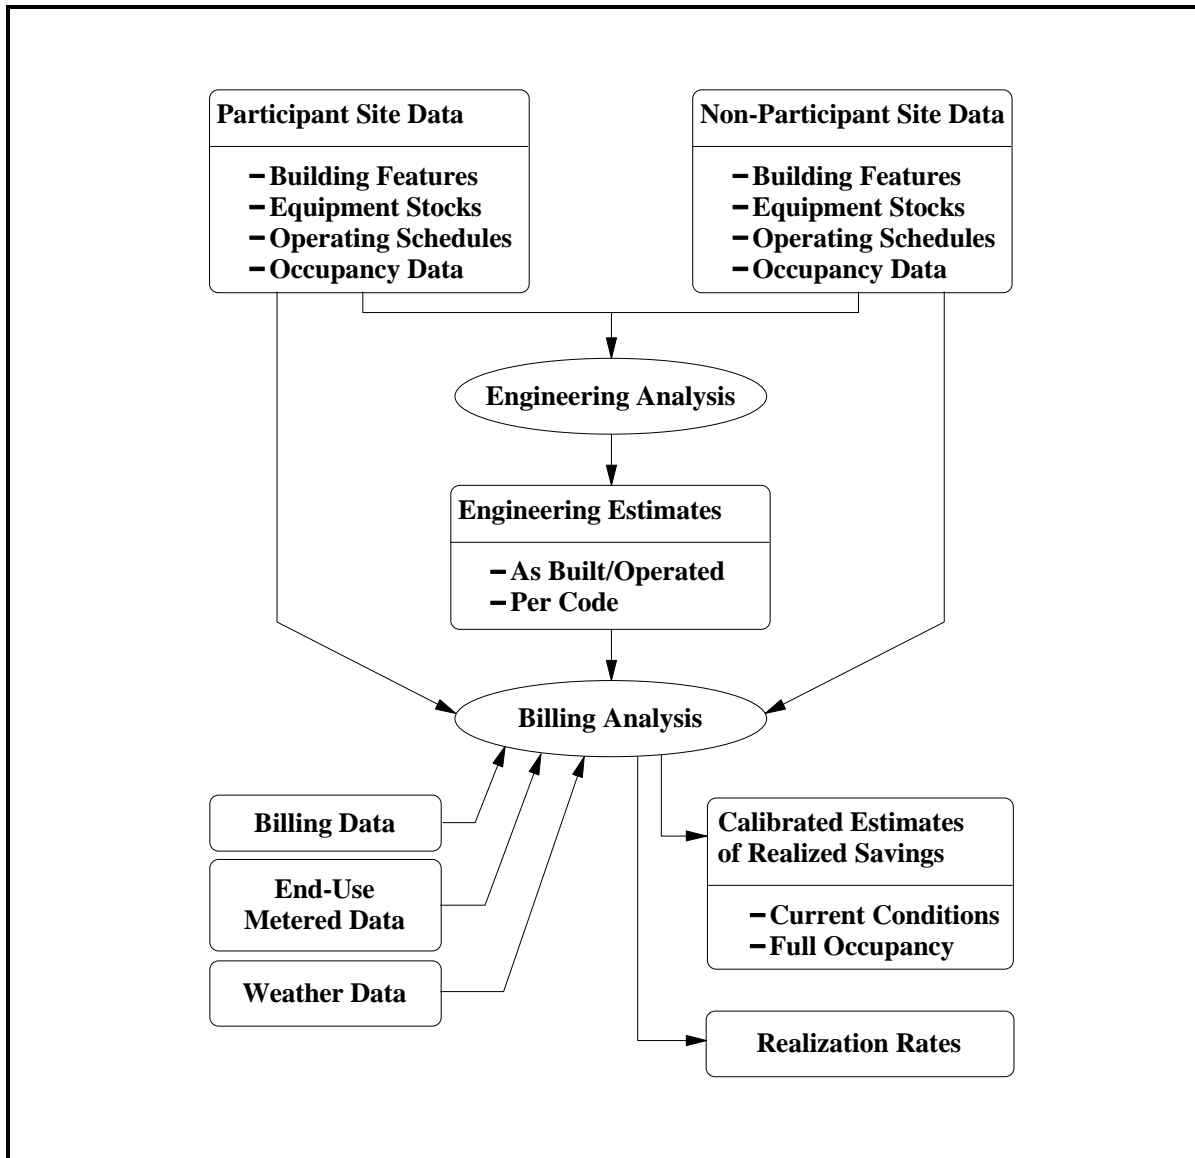 Participant Site Data
– Building Features
– Equipment Stocks
– Operating Schedules
– Occupancy Data
Non-Participant Site Data
– Building Features
– Equipment Stocks
– Operating Schedules
– Occupancy Data
Engineering Analysis
Engineering Estimates
– As Built/Operated
– Per Code
Billing Analysis
Billing Data
End-Use
Metered Data
Weather Data
Calibrated Estimates
of Realized Savings
– Current Conditions
– Full Occupancy
Realization Rates